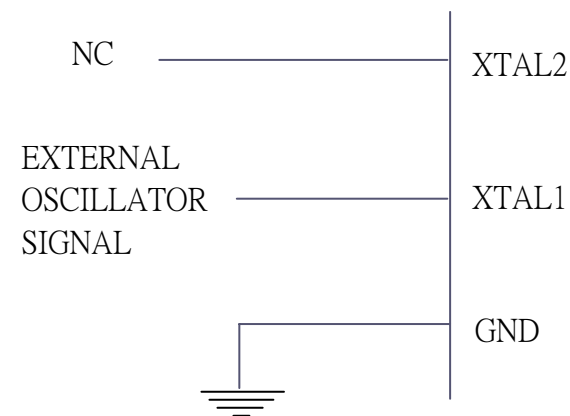 NC
XTAL2
EXTERNAL
OSCILLATOR
SIGNAL
XTAL1
GND